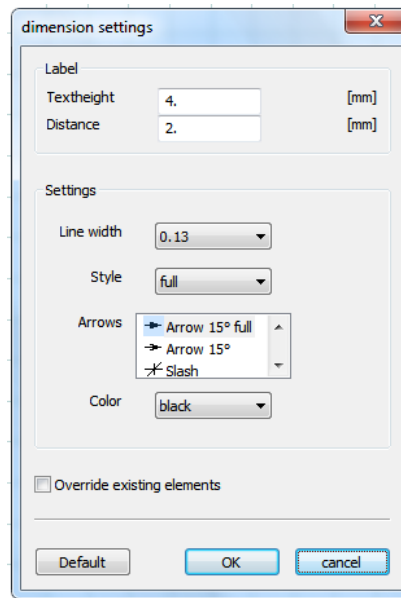 dimension settings
Label
Textheight 4. [mm]
Distance 2. [mm]
Settings
Line width 0.13
Style full
Arrows Arrow 15° full
Arrow 15°
Slash
Color black
Override existing elements
Default OK cancel